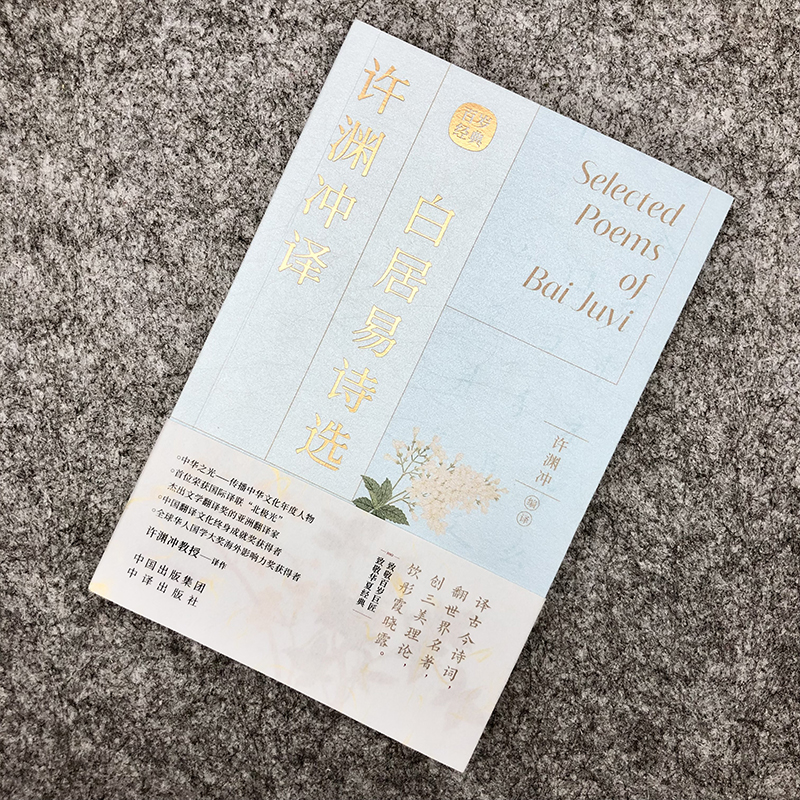 许渊冲译
白居易诗选
百岁
经典
Selected
Poems
of
Bai Juyi
许渊冲
编译
◦中华之光——传播中华文化年度人物
◦首位荣获国际译联“北极光”
杰出文学翻译奖的亚洲翻译家
◦中国翻译文化终身成就奖获得者
◦全球华人国学大奖海外影响力奖获得者
许渊冲教授——译作
中国出版集团
中译出版社
译古今诗词，
翻世界名著，
创三美理论，
饮彤霞晓露。
致敬百岁巨匠
致敬华夏经典